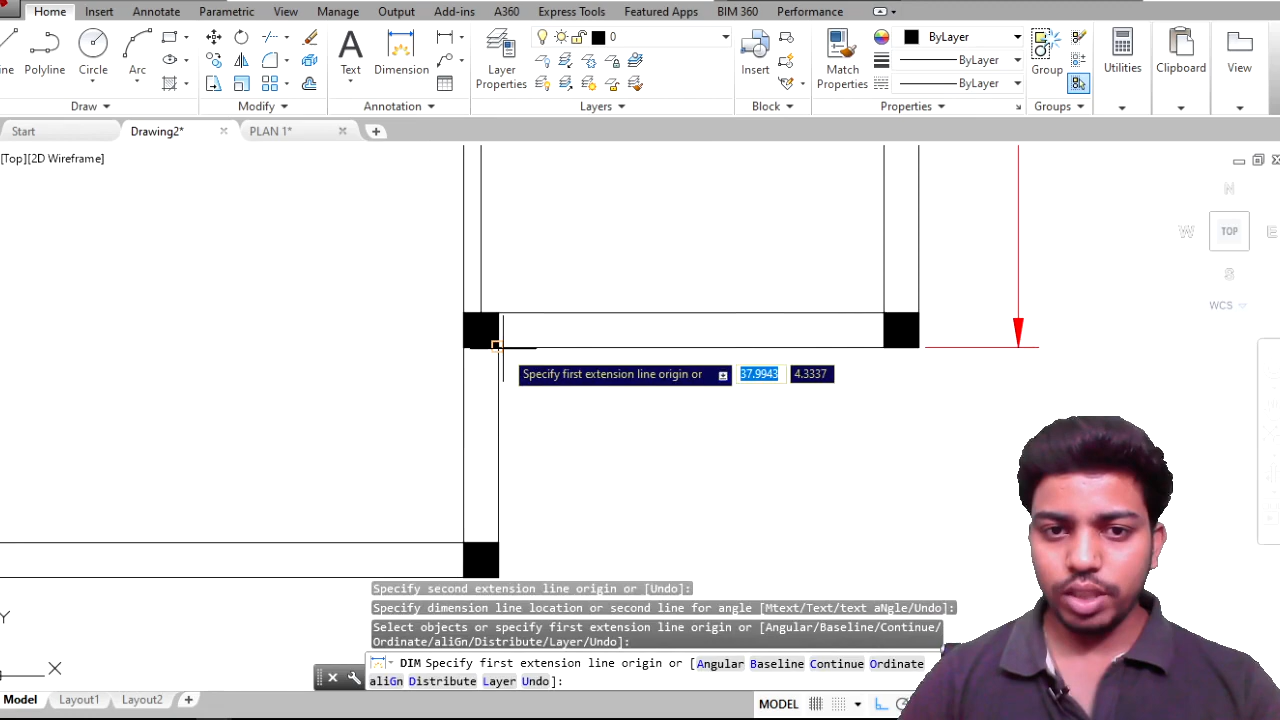 Home Insert Annotate Parametric View Manage Output Add-ins A360 Express Tools Featured Apps BIM 360 Performance
0
ByLayer
ByLayer
ByLayer
Polyline Circle Arc Text Dimension Layer Properties Insert Match Properties Group Utilities Clipboard View
Draw Modify Annotation Layers Block Properties Groups
Start Drawing2* PLAN 1*
[Top][2D Wireframe]
N
W TOP E
S
WCS
Specify first extension line origin or 37.9943 4.3337
Y
X
Specify second extension line origin or [Undo]:
Specify dimension line location or second line for angle [Mtext/Text/text aNgle/Undo]:
Select objects or specify first extension line origin or [Angular/Baseline/Continue/
Ordinate/aliGn/Distribute/Layer/Undo]:
DIM Specify first extension line origin or [Angular Baseline Continue Ordinate
aliGn Distribute Layer Undo]:
Model Layout1 Layout2
MODEL